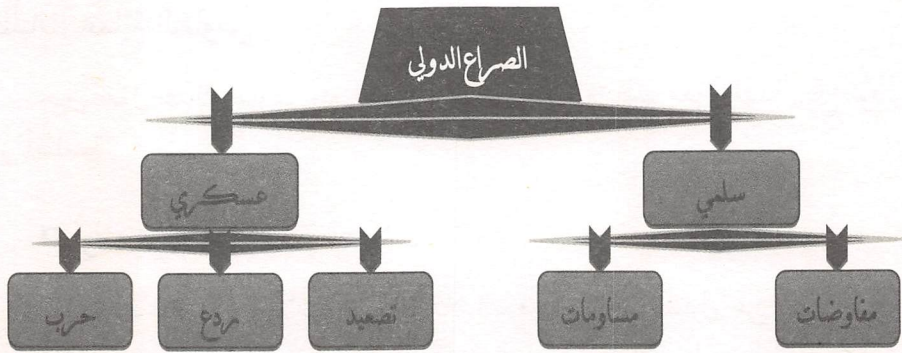 الصراع الدولي
سلمي
عسكري
مفاوضات
مساومات
تصعيد
ردع
حرب